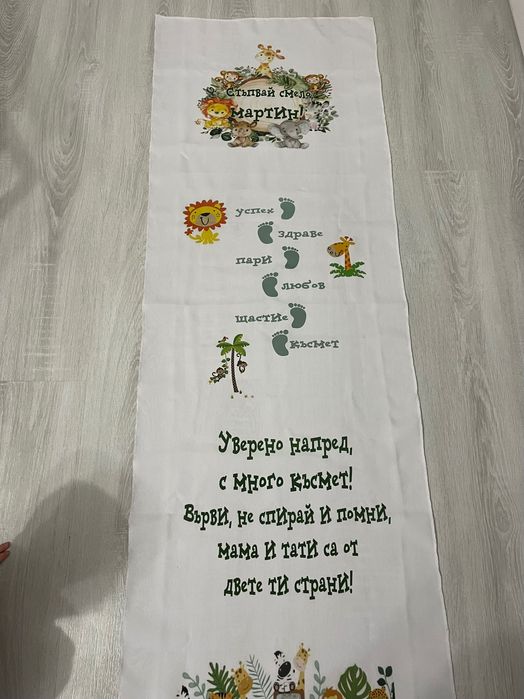 Стъпвай смело,
Мартин!
успех
здраве
пари
любов
щастие
късмет
Уверено напред,
с много късмет!
Върви, не спирай и помни,
мама и тати са от
двете ти страни!